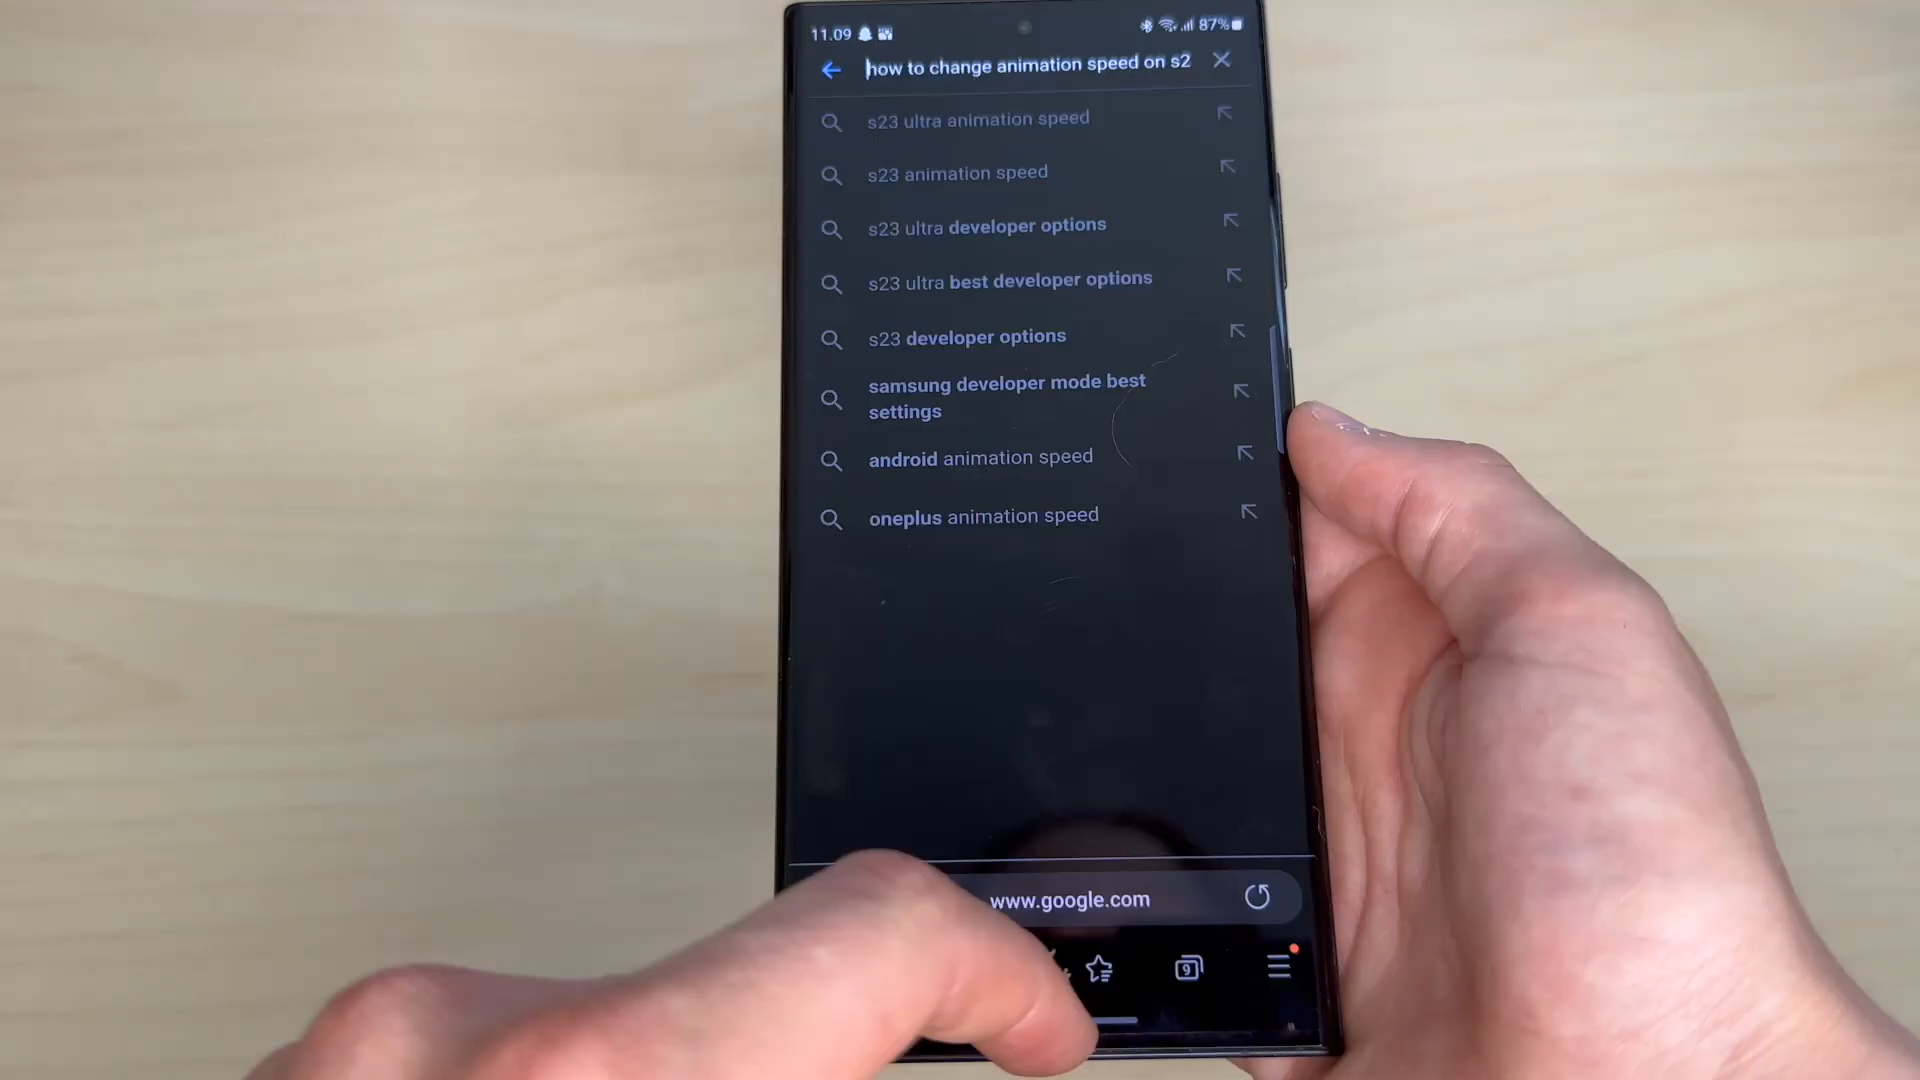 11.09 87%
how to change animation speed on s2
s23 ultra animation speed
s23 animation speed
s23 ultra developer options
s23 ultra best developer options
s23 developer options
samsung developer mode best
settings
android animation speed
oneplus animation speed
www.google.com
9